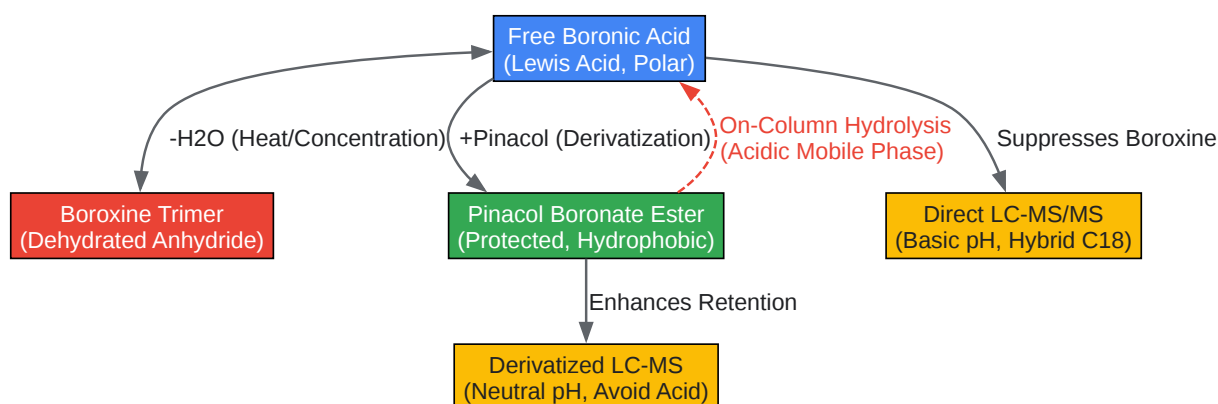 Free Boronic Acid
(Lewis Acid, Polar)
-H2O (Heat/Concentration)
+Pinacol (Derivatization)
On-Column Hydrolysis
(Acidic Mobile Phase)
Suppresses Boroxine
Boroxine Trimer
(Dehydrated Anhydride)
Pinacol Boronate Ester
(Protected, Hydrophobic)
Direct LC-MS/MS
(Basic pH, Hybrid C18)
Enhances Retention
Derivatized LC-MS
(Neutral pH, Avoid Acid)